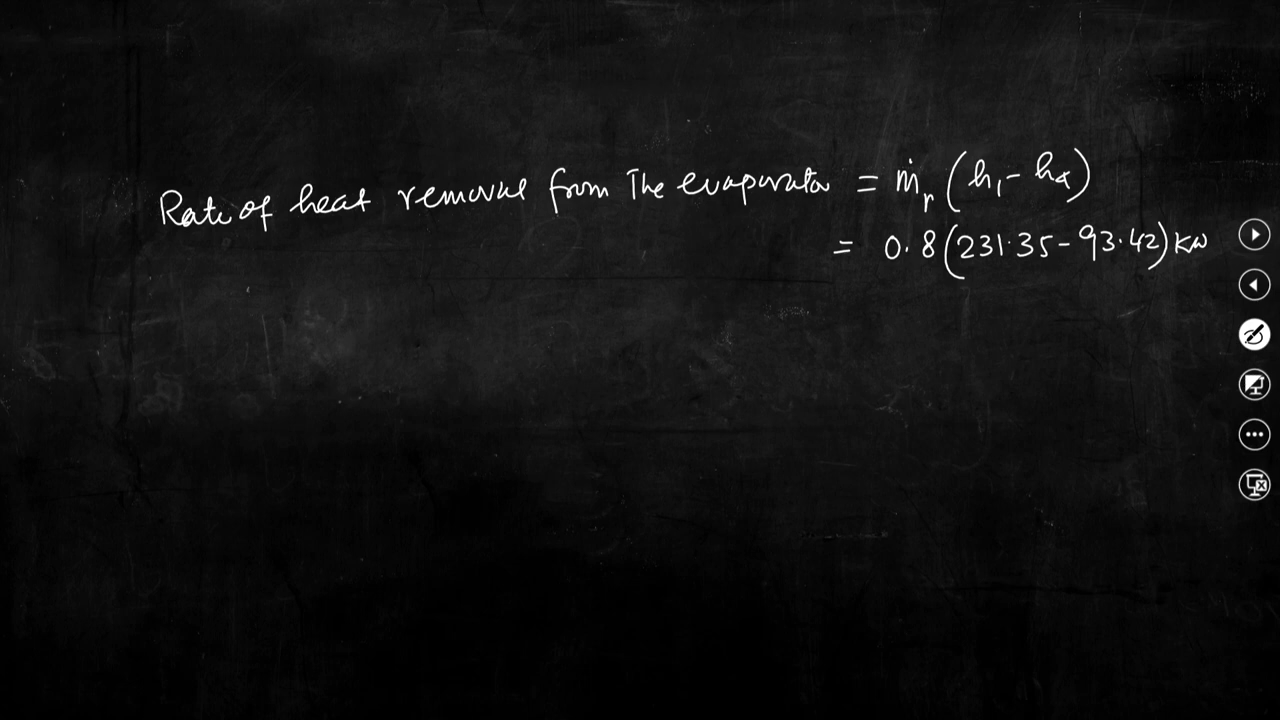 Rate of heat removal from The evaporator = ṁᵣ (h₁ - h₄)
= 0.8 (231.35 - 93.42) KW